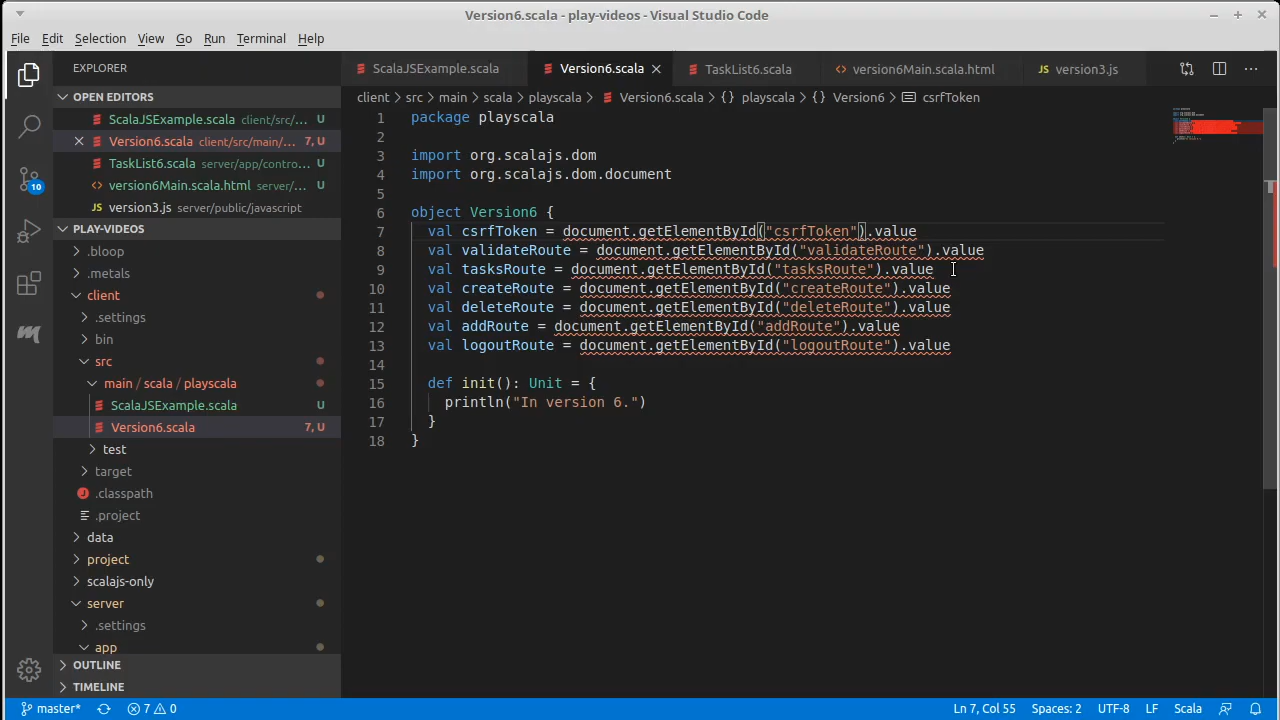 Version6.scala - play-videos - Visual Studio Code
File Edit Selection View Go Run Terminal Help
EXPLORER
OPEN EDITORS
ScalaJSExample.scala client/src/... U
Version6.scala client/src/main/... 7, U
TaskList6.scala server/app/contro... U
version6Main.scala.html server/... U
JS version3.js server/public/javascript
PLAY-VIDEOS
.bloop
.metals
client
.settings
bin
src
main / scala / playscala
ScalaJSExample.scala U
Version6.scala 7, U
test
target
.classpath
.project
data
project
scalajs-only
server
.settings
app
OUTLINE
TIMELINE
10
ScalaJSExample.scala Version6.scala TaskList6.scala version6Main.scala.html JS version3.js
client > src > main > scala > playscala > Version6.scala > {} playscala > {} Version6 > csrfToken
1 package playscala
2
3 import org.scalajs.dom
4 import org.scalajs.dom.document
5
6 object Version6 {
7 val csrfToken = document.getElementById("csrfToken").value
8 val validateRoute = document.getElementById("validateRoute").value
9 val tasksRoute = document.getElementById("tasksRoute").value
10 val createRoute = document.getElementById("createRoute").value
11 val deleteRoute = document.getElementById("deleteRoute").value
12 val addRoute = document.getElementById("addRoute").value
13 val logoutRoute = document.getElementById("logoutRoute").value
14
15 def init(): Unit = {
16 println("In version 6.")
17 }
18 }
master* 7 0 Ln 7, Col 55 Spaces: 2 UTF-8 LF Scala